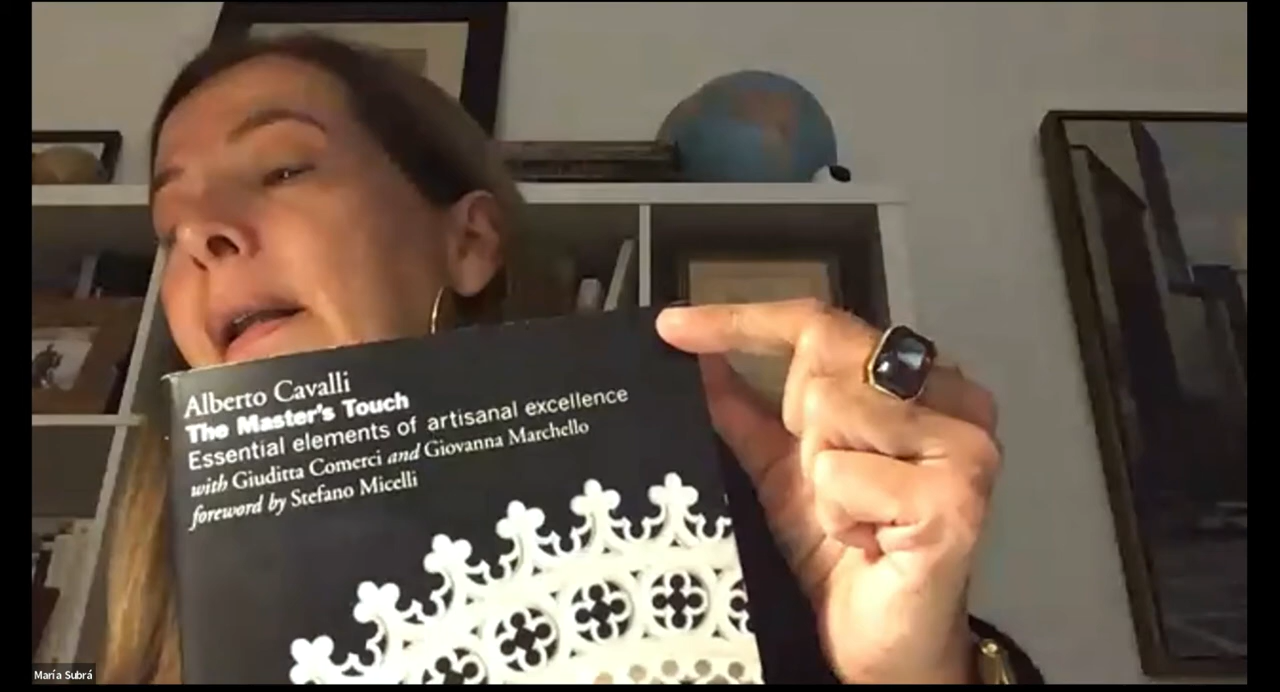 Alberto Cavalli
The Master's Touch
Essential elements of artisanal excellence
with Giuditta Comerci and Giovanna Marchello
foreword by Stefano Micelli
María Subrá